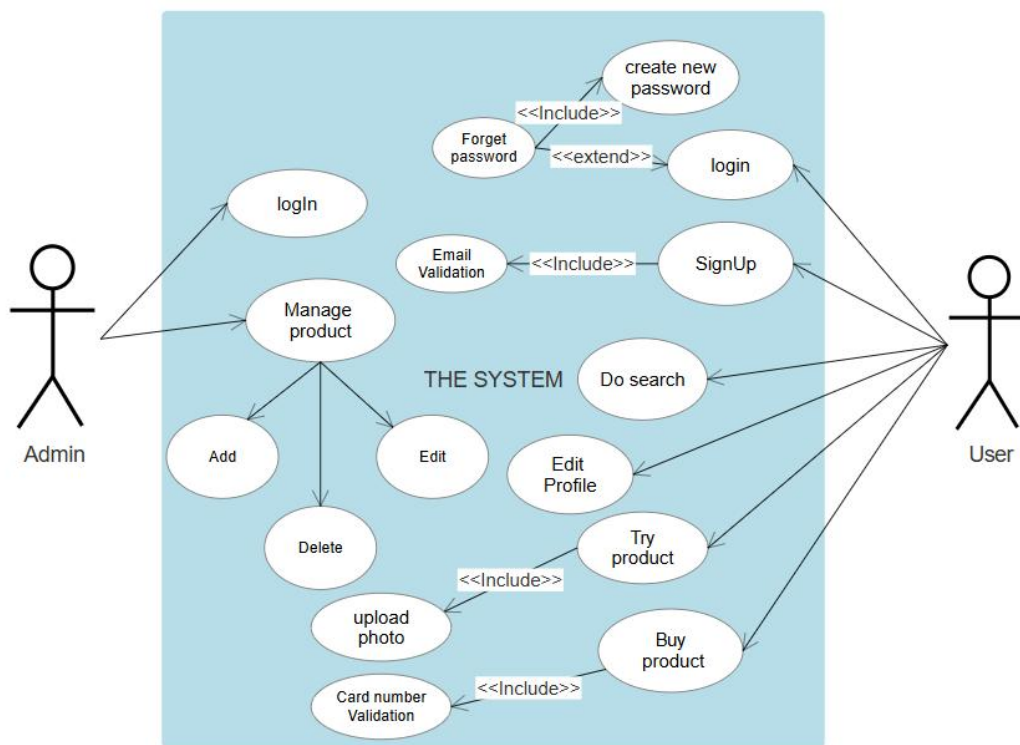 create new
password
<<Include>>
Forget
password
<<extend>>
login
logIn
Email
Validation
<<Include>>
SignUp
Manage
product
THE SYSTEM
Do search
Admin
User
Add
Edit
Edit
Profile
Try
product
Delete
<<Include>>
upload
photo
Buy
product
<<Include>>
Card number
Validation